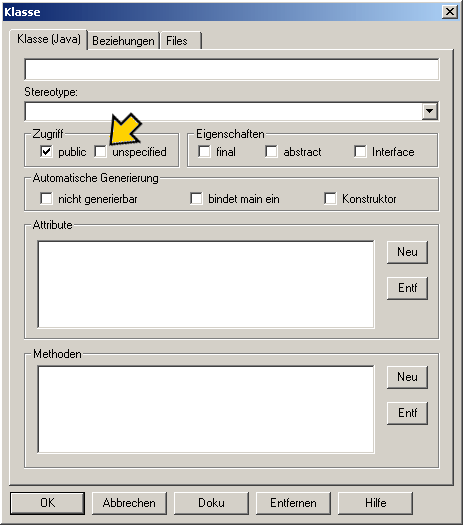 Klasse
Klasse (Java) Beziehungen Files
Stereotype:
Zugriff Eigenschaften
public unspecified final abstract Interface
Automatische Generierung
nicht generierbar bindet main ein Konstruktor
Attribute
Neu
Entf
Methoden
Neu
Entf
OK Abbrechen Doku Entfernen Hilfe